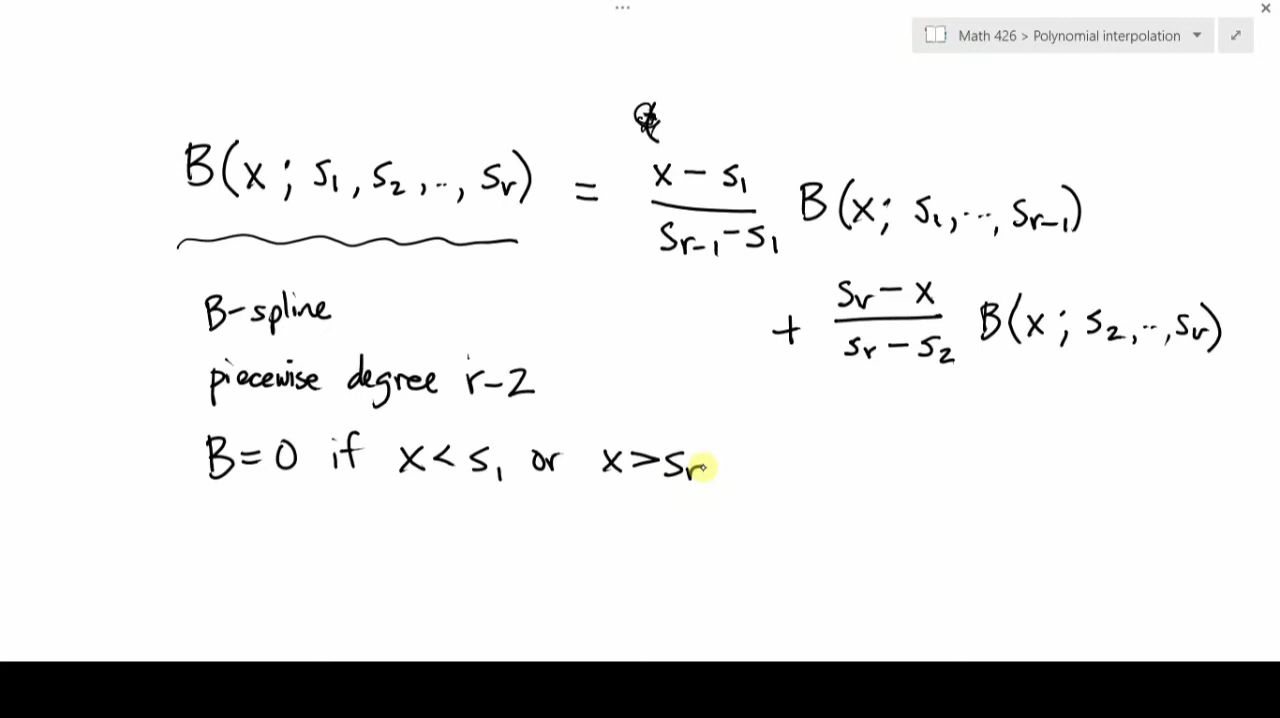 Math 426 > Polynomial interpolation
B(x; s₁, s₂, .., sᵣ) = (x - s₁)/(sᵣ₋₁ - s₁) B(x; s₁, ..., sᵣ₋₁)
+ (sᵣ - x)/(sᵣ - s₂) B(x; s₂, .., sᵣ)
B-spline
piecewise degree r-2
B=0 if x<s₁ or x>sᵣ